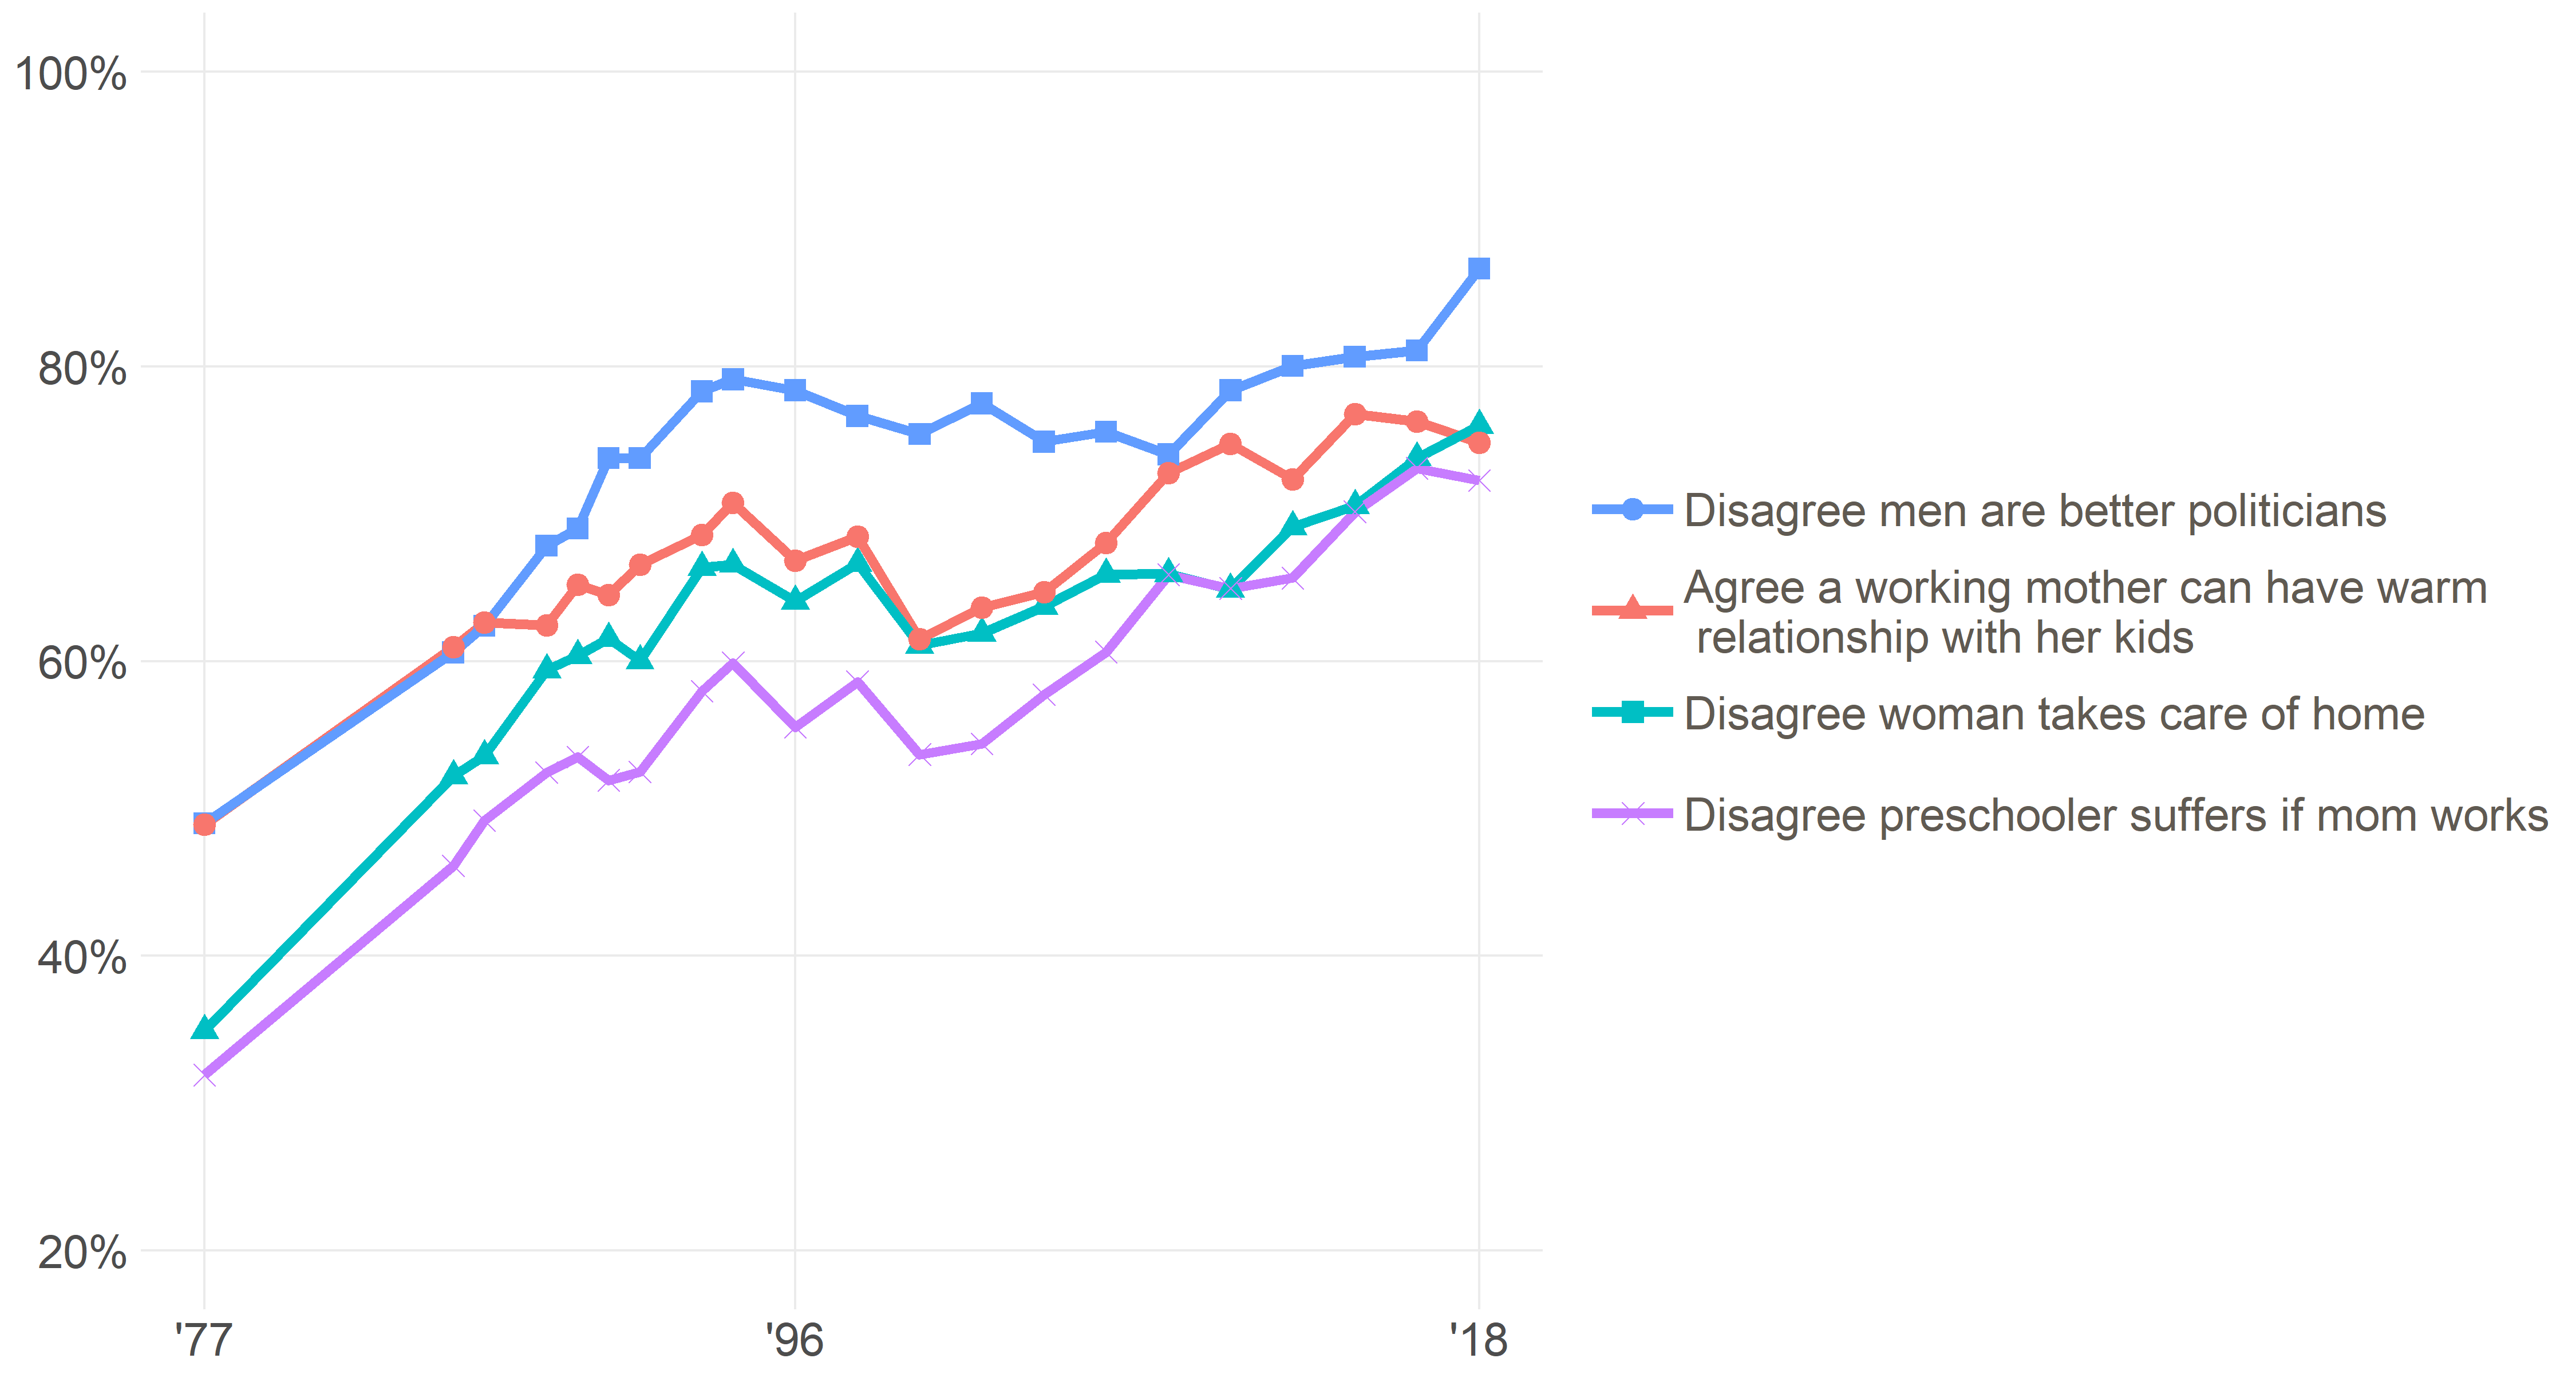 100%
80%
60%
40%
20%
'77
'96
'18
Disagree men are better politicians
Agree a working mother can have warm
relationship with her kids
Disagree woman takes care of home
Disagree preschooler suffers if mom works